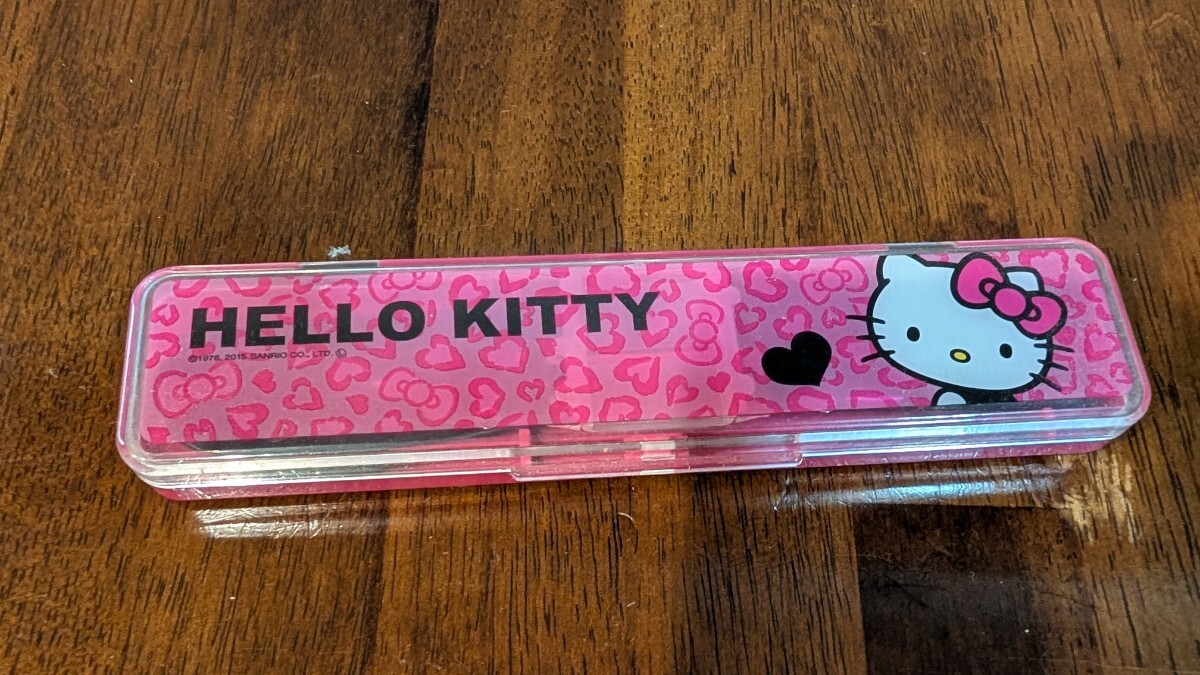 HELLO KITTY
©1976, 2015 SANRIO CO., LTD. Ⓛ